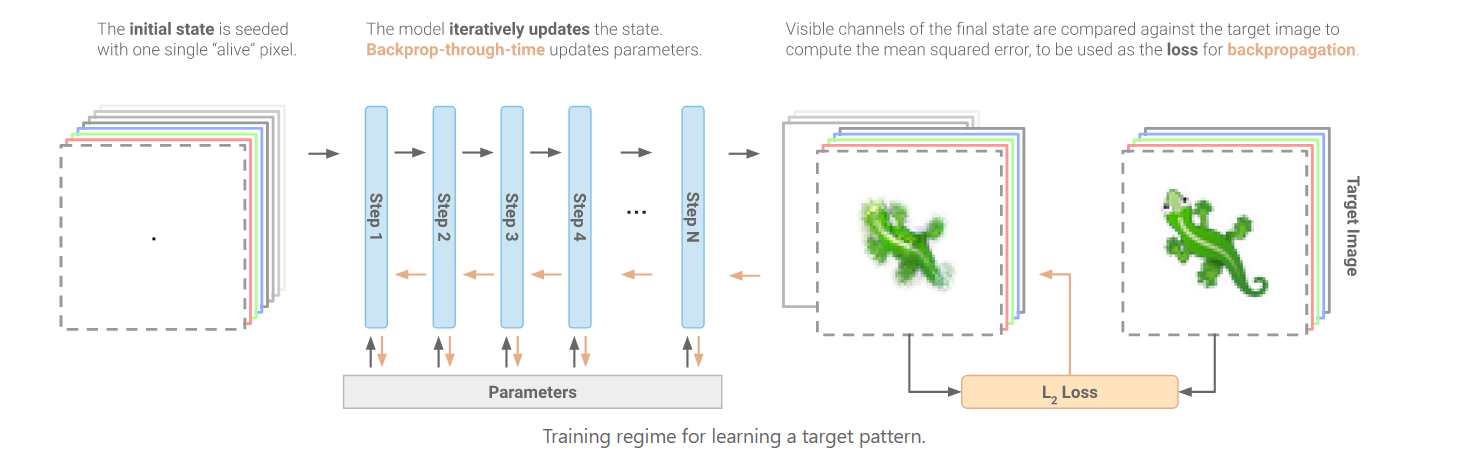 The initial state is seeded
with one single “alive” pixel.
The model iteratively updates the state.
Backprop-through-time updates parameters.
Visible channels of the final state are compared against the target image to
compute the mean squared error, to be used as the loss for backpropagation.
Step 1
Step 2
Step 3
Step 4
...
Step N
Target Image
Parameters
L2 Loss
Training regime for learning a target pattern.